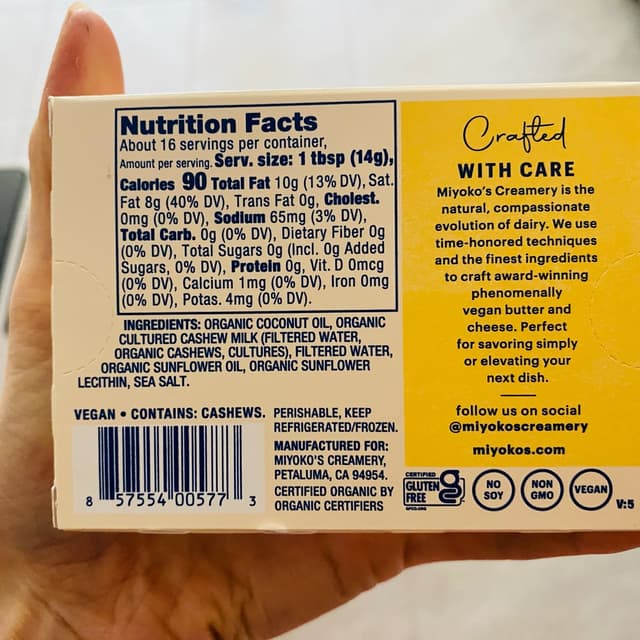 Nutrition Facts
About 16 servings per container,
Amount per serving. Serv. size: 1 tbsp (14g),
Calories 90 Total Fat 10g (13% DV), Sat.
Fat 8g (40% DV), Trans Fat 0g, Cholest.
0mg (0% DV), Sodium 65mg (3% DV),
Total Carb. 0g (0% DV), Dietary Fiber 0g
(0% DV), Total Sugars 0g (Incl. 0g Added
Sugars, 0% DV), Protein 0g, Vit. D 0mcg
(0% DV), Calcium 1mg (0% DV), Iron 0mg
(0% DV), Potas. 4mg (0% DV).
INGREDIENTS: ORGANIC COCONUT OIL, ORGANIC
CULTURED CASHEW MILK (FILTERED WATER,
ORGANIC CASHEWS, CULTURES), FILTERED WATER,
ORGANIC SUNFLOWER OIL, ORGANIC SUNFLOWER
LECITHIN, SEA SALT.
VEGAN • CONTAINS: CASHEWS.
8 57554 00577 3
PERISHABLE, KEEP
REFRIGERATED/FROZEN.
MANUFACTURED FOR:
MIYOKO'S CREAMERY,
PETALUMA, CA 94954.
CERTIFIED ORGANIC BY
ORGANIC CERTIFIERS
Crafted
WITH CARE
Miyoko's Creamery is the
natural, compassionate
evolution of dairy. We use
time-honored techniques
and the finest ingredients
to craft award-winning
phenomenally
vegan butter and
cheese. Perfect
for savoring simply
or elevating your
next dish.
follow us on social
@miyokoscreamery
miyokos.com
CERTIFIED
GLUTEN
FREE
NO
SOY
NON
GMO
VEGAN
V:5